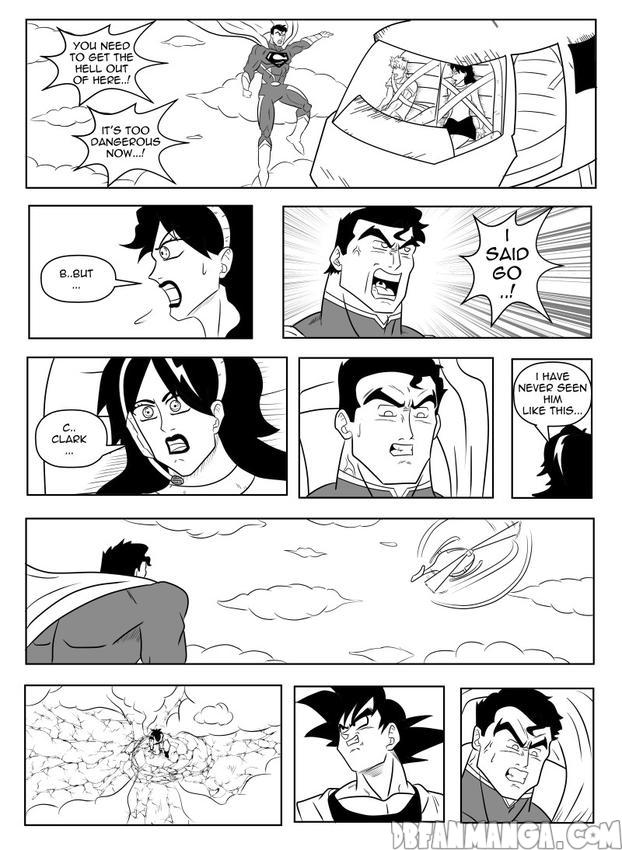 YOU NEED
TO GET THE
HELL OUT
OF HERE..!
IT'S TOO
DANGEROUS
NOW...!
B..BUT
...
I
SAID
GO
..!
C..
CLARK
...
I HAVE
NEVER SEEN
HIM
LIKE THIS...
DBFANMANGA.COM